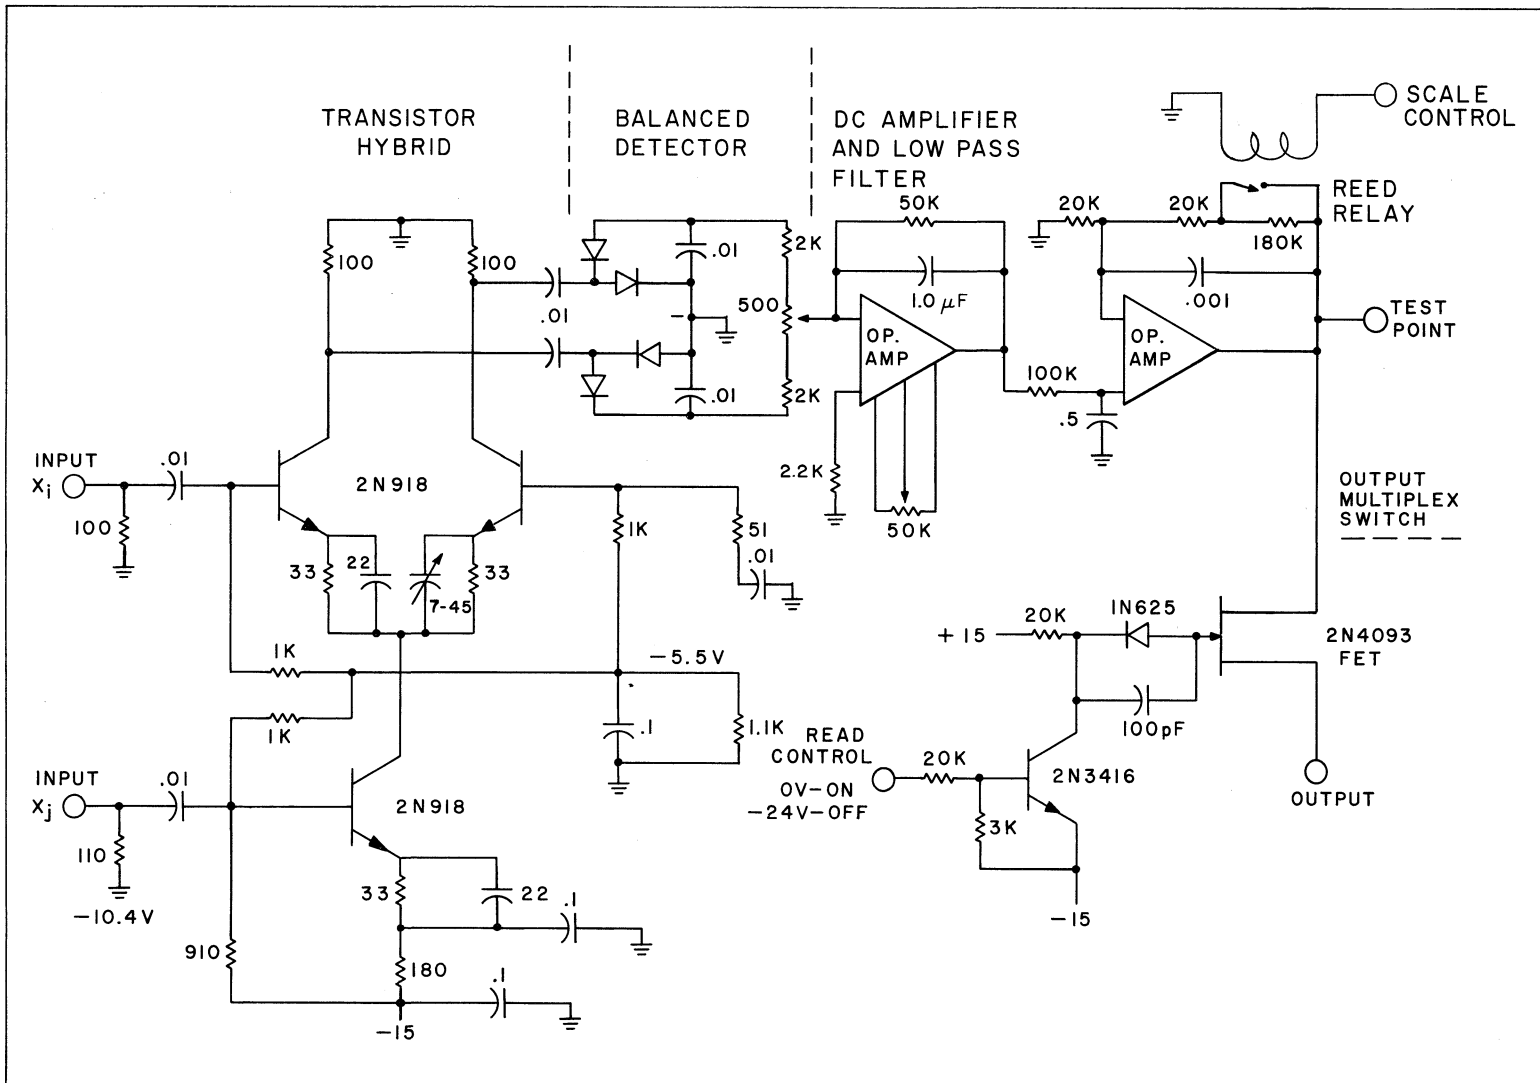 TRANSISTOR
HYBRID
BALANCED
DETECTOR
DC AMPLIFIER
AND LOW PASS
FILTER
SCALE
CONTROL
REED
RELAY
20K
20K
180K
50K
1.0 µF
.001
TEST
POINT
100
100
.01
.01
.01
2K
500
2K
–
OP.
AMP
OP.
AMP
100K
.5
2.2K
50K
INPUT
Xi
.01
100
2N918
33
22
7-45
33
1K
51
.01
OUTPUT
MULTIPLEX
SWITCH
1K
1K
–5.5V
.1
1.1K
INPUT
Xj
.01
110
–10.4V
2N918
910
33
22
.1
180
.1
–15
+15
20K
1N625
2N4093
FET
100pF
READ
CONTROL
0V-ON
–24V-OFF
20K
2N3416
3K
–15
OUTPUT